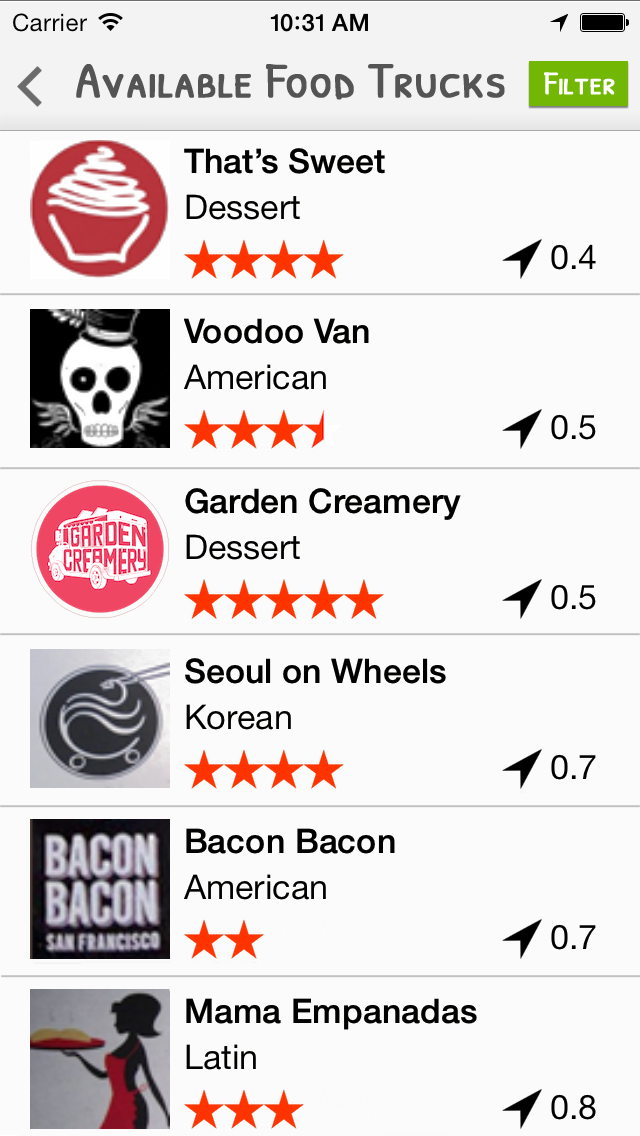 Carrier 10:31 AM
Available Food Trucks Filter
That’s Sweet
Dessert
0.4
Voodoo Van
American
0.5
GARDEN
CREAMERY
Garden Creamery
Dessert
0.5
Seoul on Wheels
Korean
0.7
BACON
BACON
SAN FRANCISCO
Bacon Bacon
American
0.7
Mama Empanadas
Latin
0.8